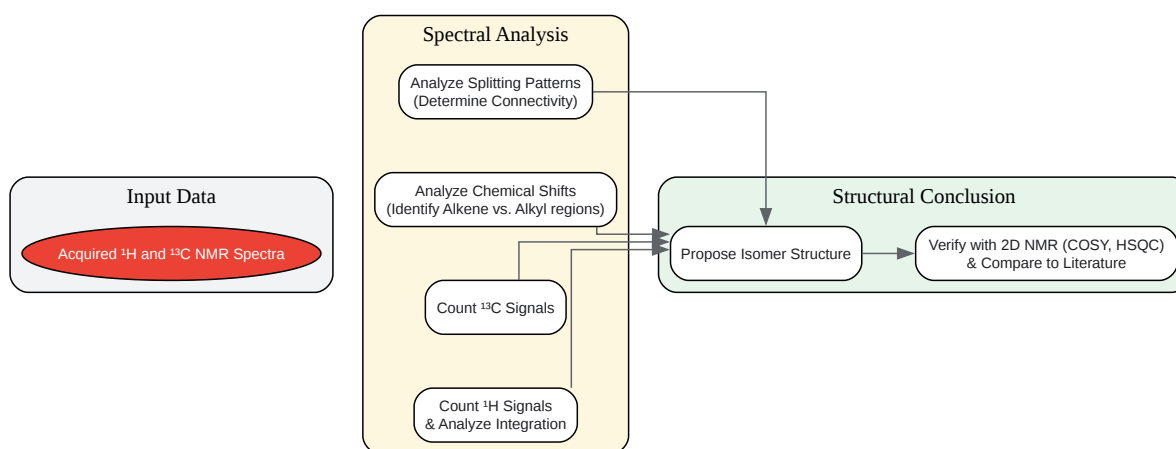 Input Data
Acquired ¹H and ¹³C NMR Spectra
Spectral Analysis
Analyze Splitting Patterns
(Determine Connectivity)
Analyze Chemical Shifts
(Identify Alkene vs. Alkyl regions)
Count ¹³C Signals
Count ¹H Signals
& Analyze Integration
Structural Conclusion
Propose Isomer Structure
Verify with 2D NMR (COSY, HSQC)
& Compare to Literature